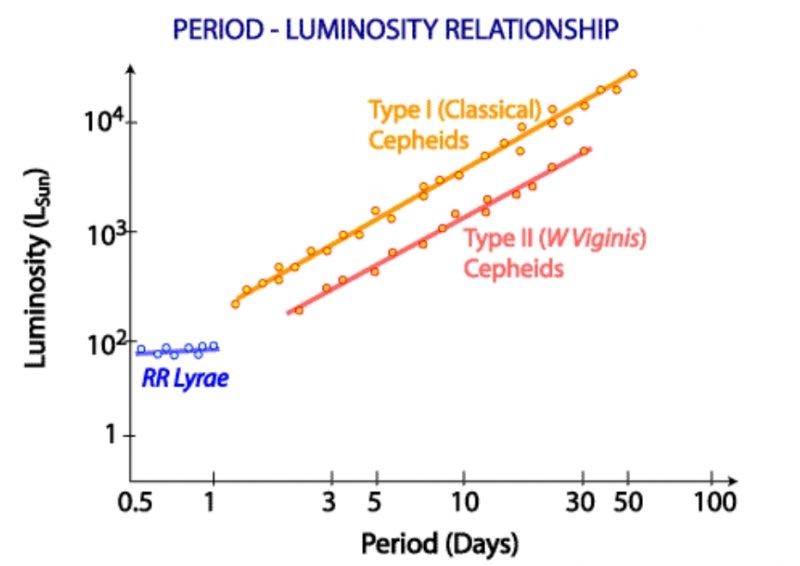 PERIOD - LUMINOSITY RELATIONSHIP
Luminosity (LSun)
10⁴
10³
10²
1
Type I (Classical)
Cepheids
Type II (W Viginis)
Cepheids
RR Lyrae
0.5 1 3 5 10 30 50 100
Period (Days)